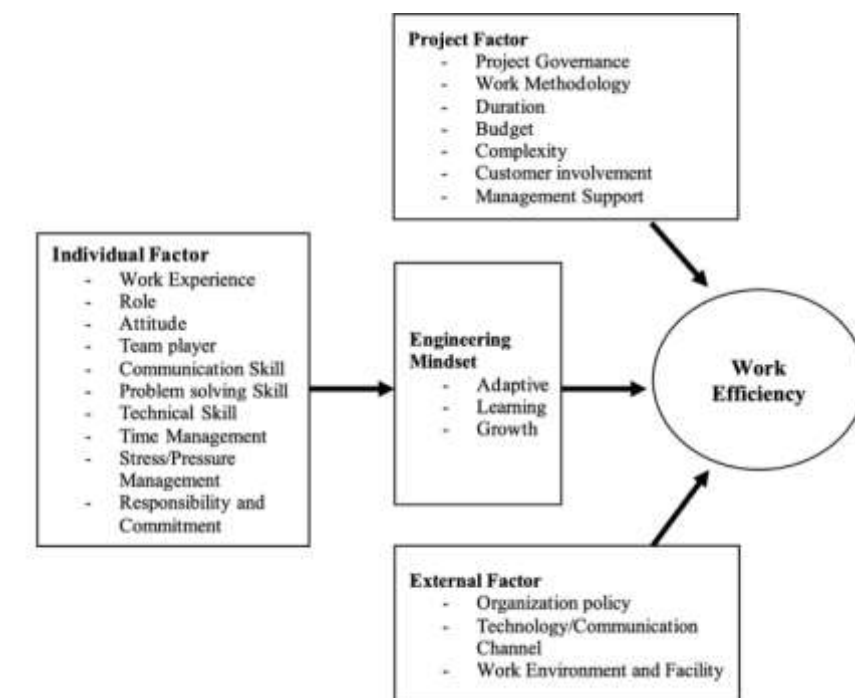 Project Factor
- Project Governance
- Work Methodology
- Duration
- Budget
- Complexity
- Customer involvement
- Management Support
Individual Factor
- Work Experience
- Role
- Attitude
- Team player
- Communication Skill
- Problem solving Skill
- Technical Skill
- Time Management
- Stress/Pressure
Management
- Responsibility and
Commitment
Engineering
Mindset
- Adaptive
- Learning
- Growth
Work
Efficiency
External Factor
- Organization policy
- Technology/Communication
Channel
- Work Environment and Facility